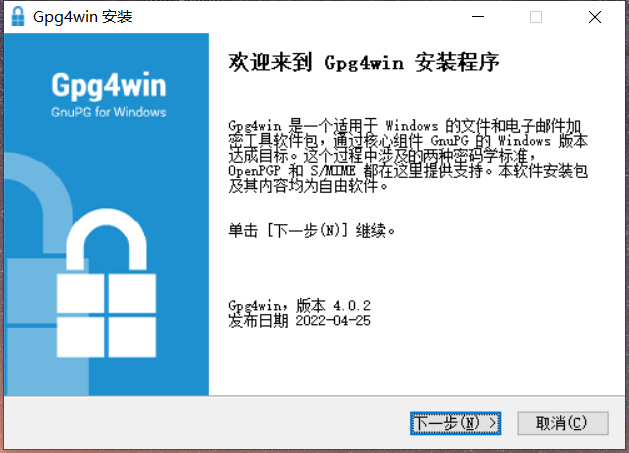 Gpg4win 安装
Gpg4win
GnuPG for Windows
欢迎来到 Gpg4win 安装程序
Gpg4win 是一个适用于 Windows 的文件和电子邮件加
密工具软件包，通过核心组件 GnuPG 的 Windows 版本
达成目标。这个过程中涉及的两种密码学标准，
OpenPGP 和 S/MIME 都在这里提供支持。本软件安装包
及其内容均为自由软件。
单击 [下一步(N)] 继续。
Gpg4win，版本 4.0.2
发布日期 2022-04-25
下一步(N) >
取消(C)